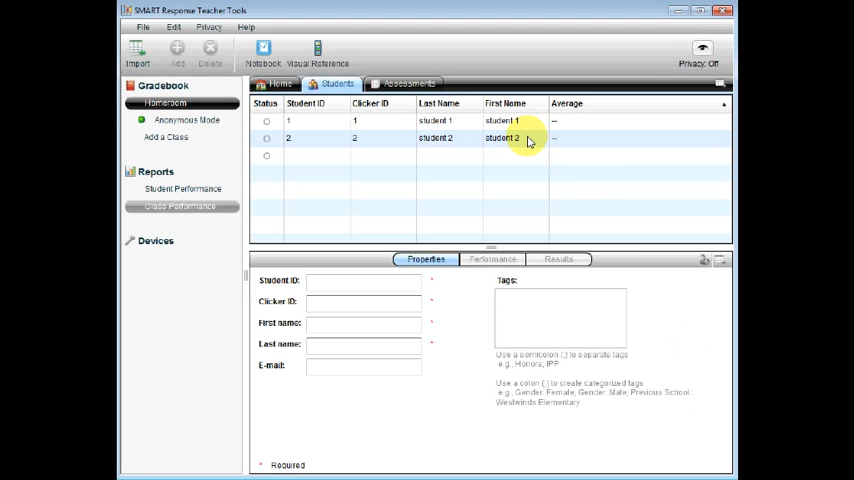 SMART Response Teacher Tools
File Edit Privacy Help
Import Add Delete Notebook Visual Reference Privacy: Off
Gradebook
Homeroom
Anonymous Mode
Add a Class
Reports
Student Performance
Class Performance
Devices
Home Students Assessments
Status Student ID Clicker ID Last Name First Name Average
1 1 student 1 student 1 --
2 2 student 2 student 2 --
Properties Performance Results
Student ID: *
Clicker ID: *
First name: *
Last name: *
E-mail:
Tags:
Use a semicolon (;) to separate tags
e.g., Honors; IPP
Use a colon (:) to create categorized tags
e.g., Gender: Female; Gender: Male; Previous School:
Westwinds Elementary
* Required